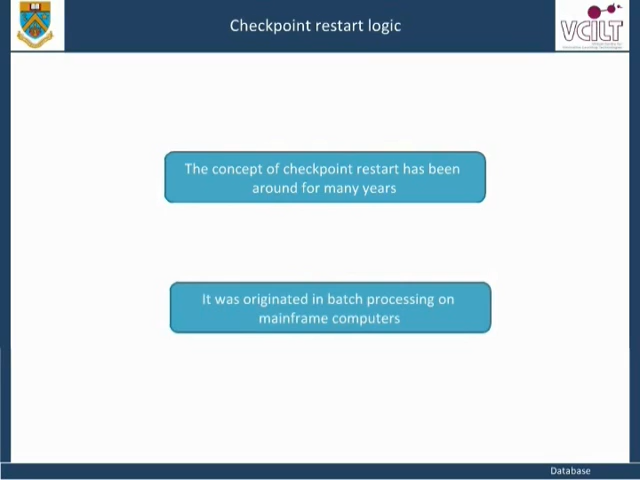 Checkpoint restart logic
VCILT
The concept of checkpoint restart has been
around for many years
It was originated in batch processing on
mainframe computers
Database